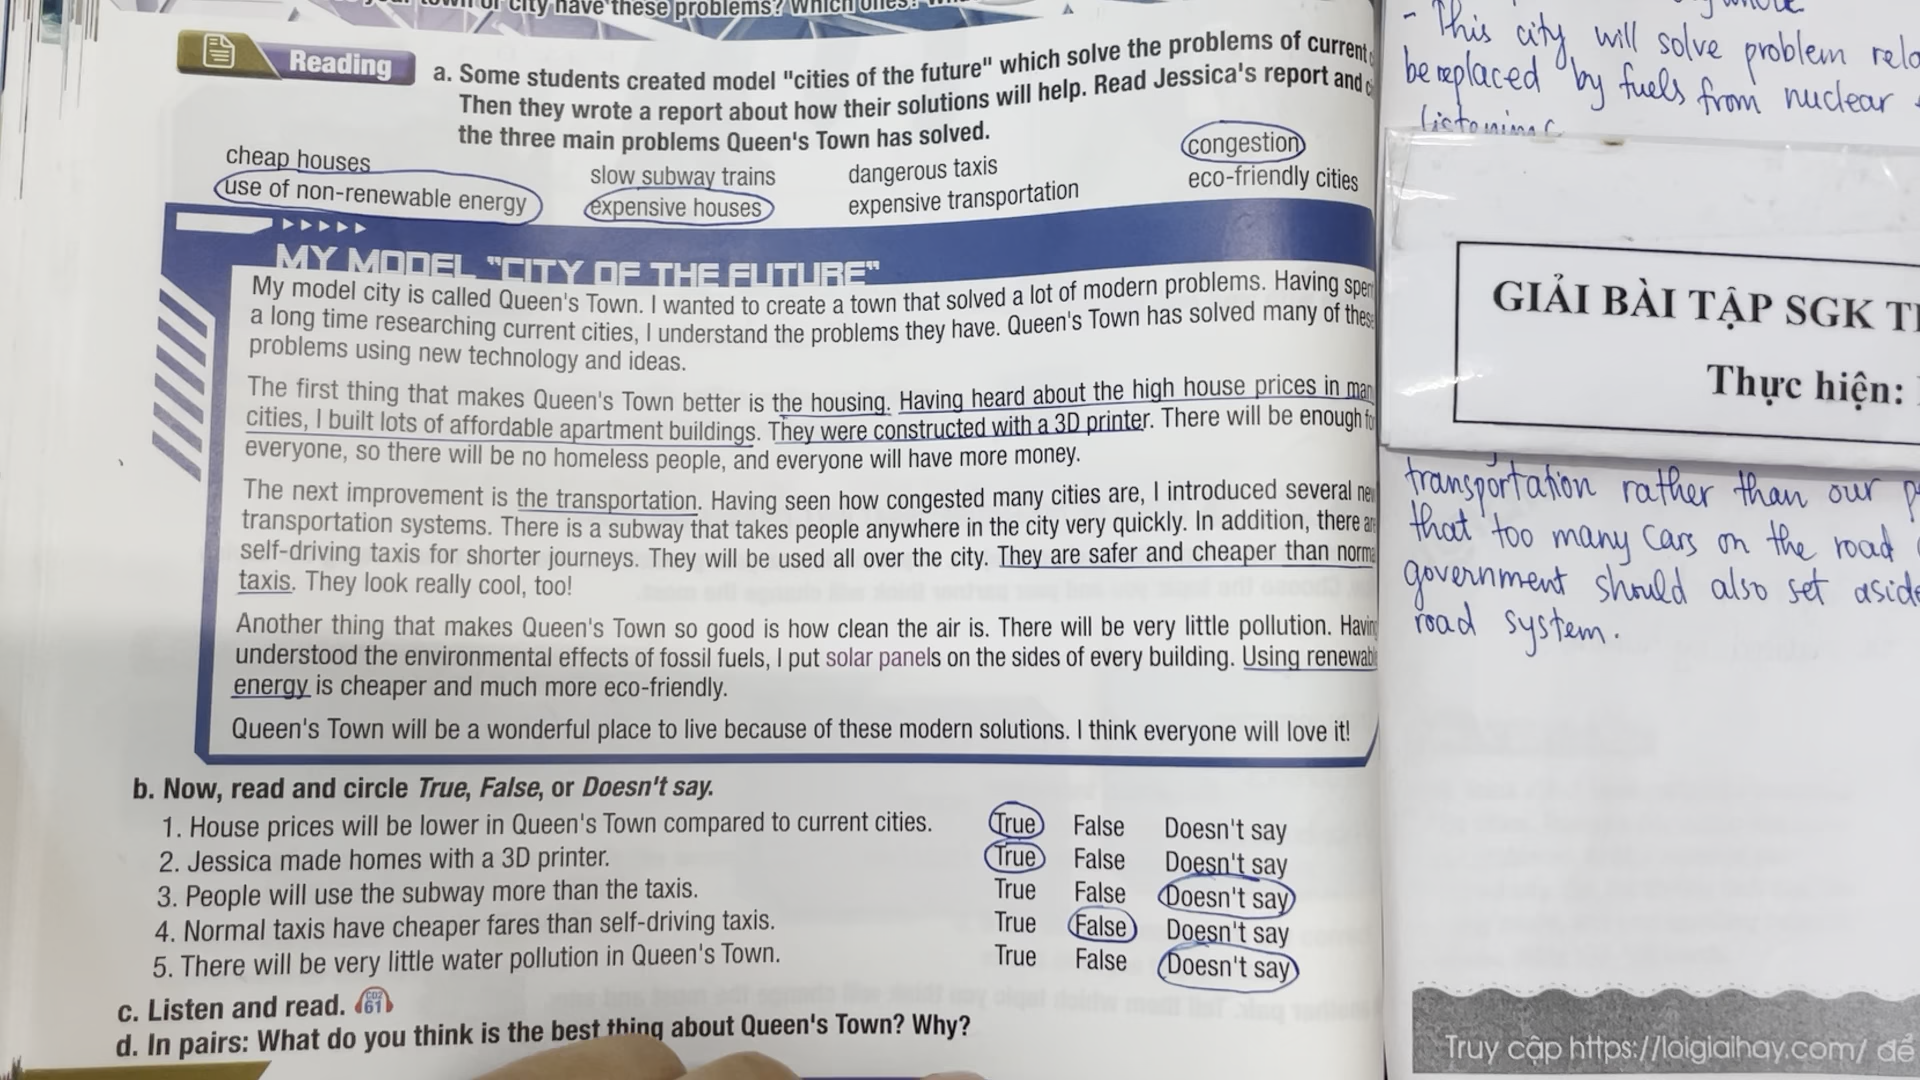 city have these problems? Which ones?
Reading
a. Some students created model "cities of the future" which solve the problems of current
Then they wrote a report about how their solutions will help. Read Jessica's report and
the three main problems Queen's Town has solved.
cheap houses
slow subway trains
dangerous taxis
congestion
use of non-renewable energy
expensive houses
expensive transportation
eco-friendly cities
MY MODEL "CITY OF THE FUTURE"
My model city is called Queen's Town. I wanted to create a town that solved a lot of modern problems. Having
a long time researching current cities, I understand the problems they have. Queen's Town has solved many of
problems using new technology and ideas.
The first thing that makes Queen's Town better is the housing. Having heard about the high house prices in
cities, I built lots of affordable apartment buildings. They were constructed with a 3D printer. There will be enough
everyone, so there will be no homeless people, and everyone will have more money.
The next improvement is the transportation. Having seen how congested many cities are, I introduced several
transportation systems. There is a subway that takes people anywhere in the city very quickly. In addition, there
self-driving taxis for shorter journeys. They will be used all over the city. They are safer and cheaper than
taxis. They look really cool, too!
Another thing that makes Queen's Town so good is how clean the air is. There will be very little pollution.
understood the environmental effects of fossil fuels, I put solar panels on the sides of every building. Using
energy is cheaper and much more eco-friendly.
Queen's Town will be a wonderful place to live because of these modern solutions. I think everyone will love it!
b. Now, read and circle True, False, or Doesn't say.
1. House prices will be lower in Queen's Town compared to current cities. True False Doesn't say
2. Jessica made homes with a 3D printer. True False Doesn't say
3. People will use the subway more than the taxis. True False Doesn't say
4. Normal taxis have cheaper fares than self-driving taxis. True False Doesn't say
5. There will be very little water pollution in Queen's Town. True False Doesn't say
c. Listen and read. CD2 61
d. In pairs: What do you think is the best thing about Queen's Town? Why?
- This city will solve problem
be replaced by fuels from nuclear
GIẢI BÀI TẬP SGK
Thực hiện:
transportation rather than our
that too many cars on the road
government should also set aside
road system.
Truy cập https://loigiaihay.com/ để